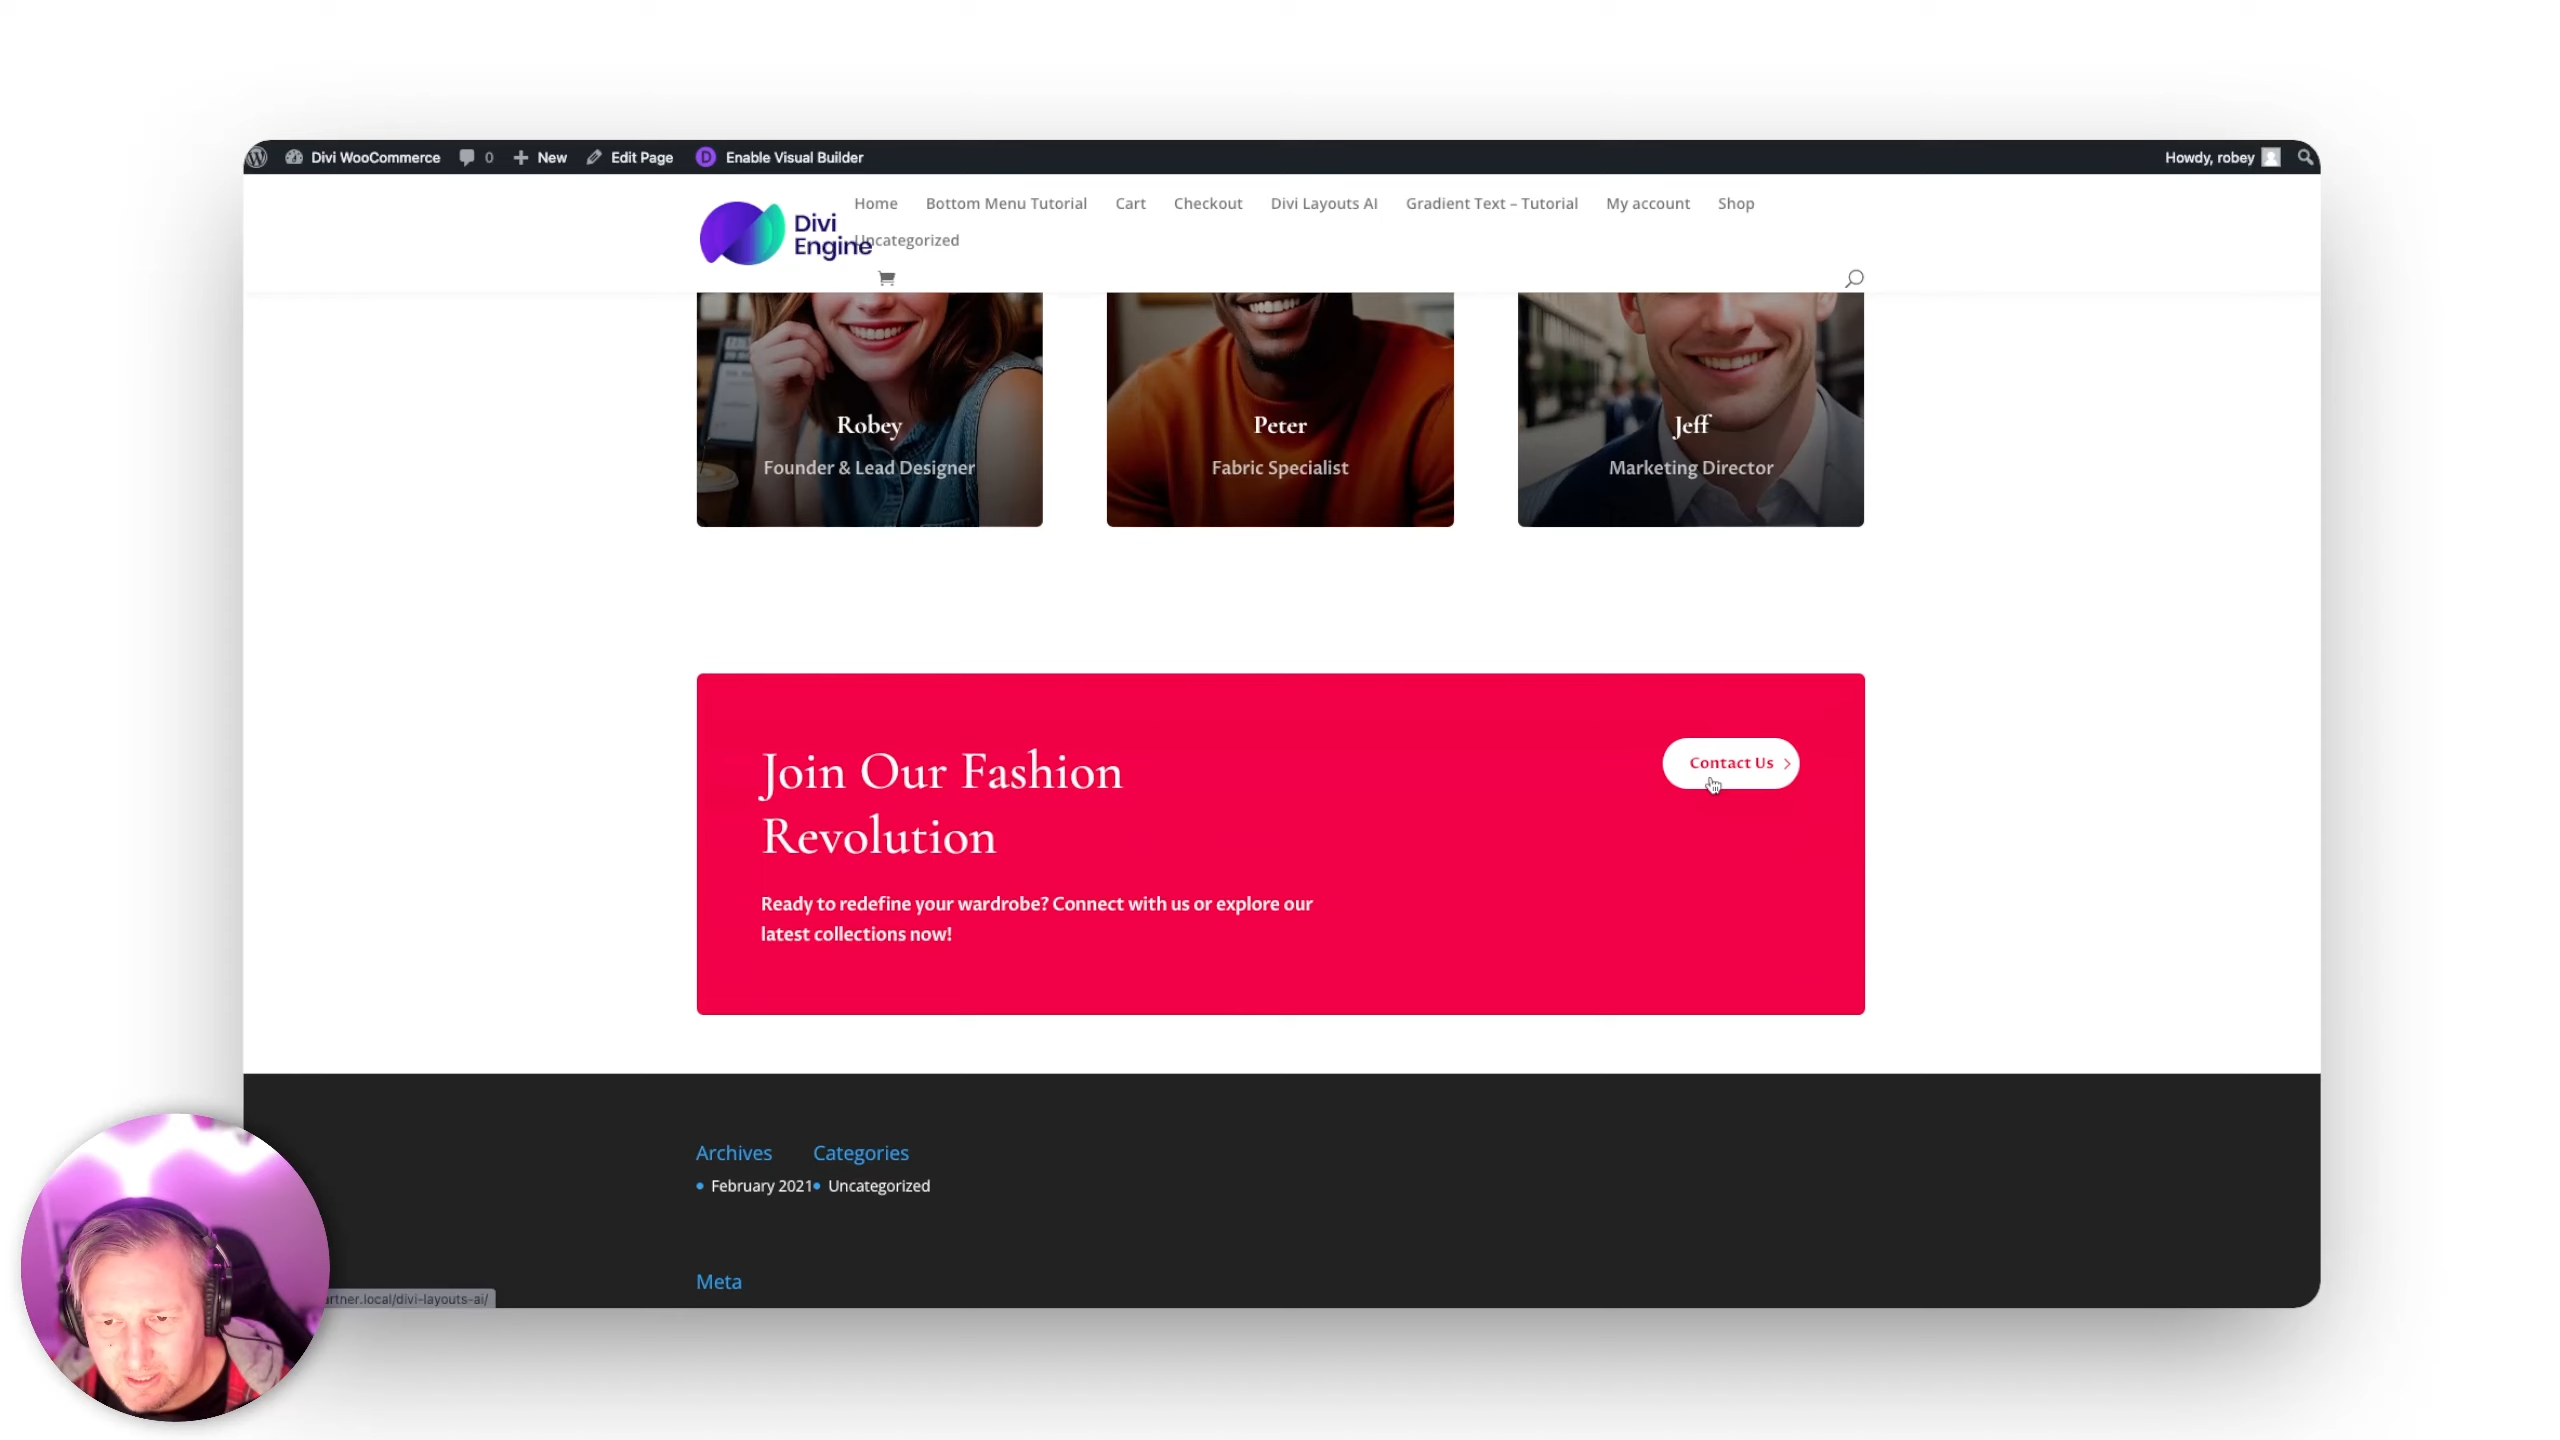 Divi WooCommerce 0 New Edit Page Enable Visual Builder Howdy, robey
Divi
Engine
Home Bottom Menu Tutorial Cart Checkout Divi Layouts AI Gradient Text – Tutorial My account Shop
Uncategorized
Robey
Founder & Lead Designer
Peter
Fabric Specialist
Jeff
Marketing Director
Join Our Fashion
Revolution
Contact Us
Ready to redefine your wardrobe? Connect with us or explore our
latest collections now!
Archives
February 2021
Categories
Uncategorized
Meta
artner.local/divi-layouts-ai/